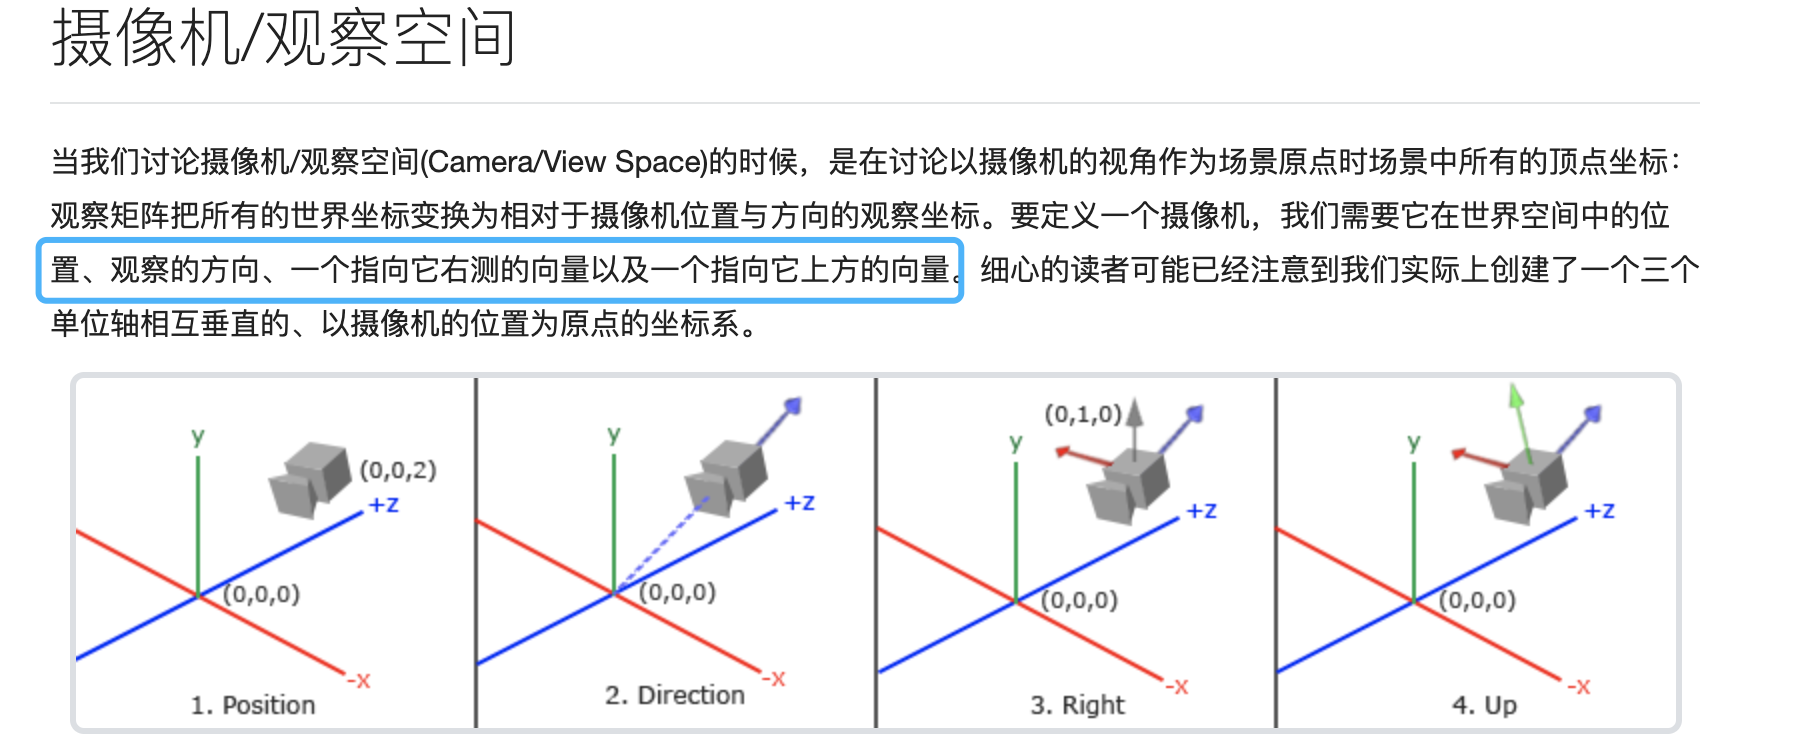 摄像机/观察空间
当我们讨论摄像机/观察空间(Camera/View Space)的时候，是在讨论以摄像机的视角作为场景原点时场景中所有的顶点坐标：
观察矩阵把所有的世界坐标变换为相对于摄像机位置与方向的观察坐标。要定义一个摄像机，我们需要它在世界空间中的位
置、观察的方向、一个指向它右测的向量以及一个指向它上方的向量。细心的读者可能已经注意到我们实际上创建了一个三个
单位轴相互垂直的、以摄像机的位置为原点的坐标系。
y
(0,0,2)
+z
(0,0,0)
-x
1. Position
y
+z
(0,0,0)
-x
2. Direction
(0,1,0)
y
+z
(0,0,0)
-x
3. Right
y
+z
(0,0,0)
-x
4. Up